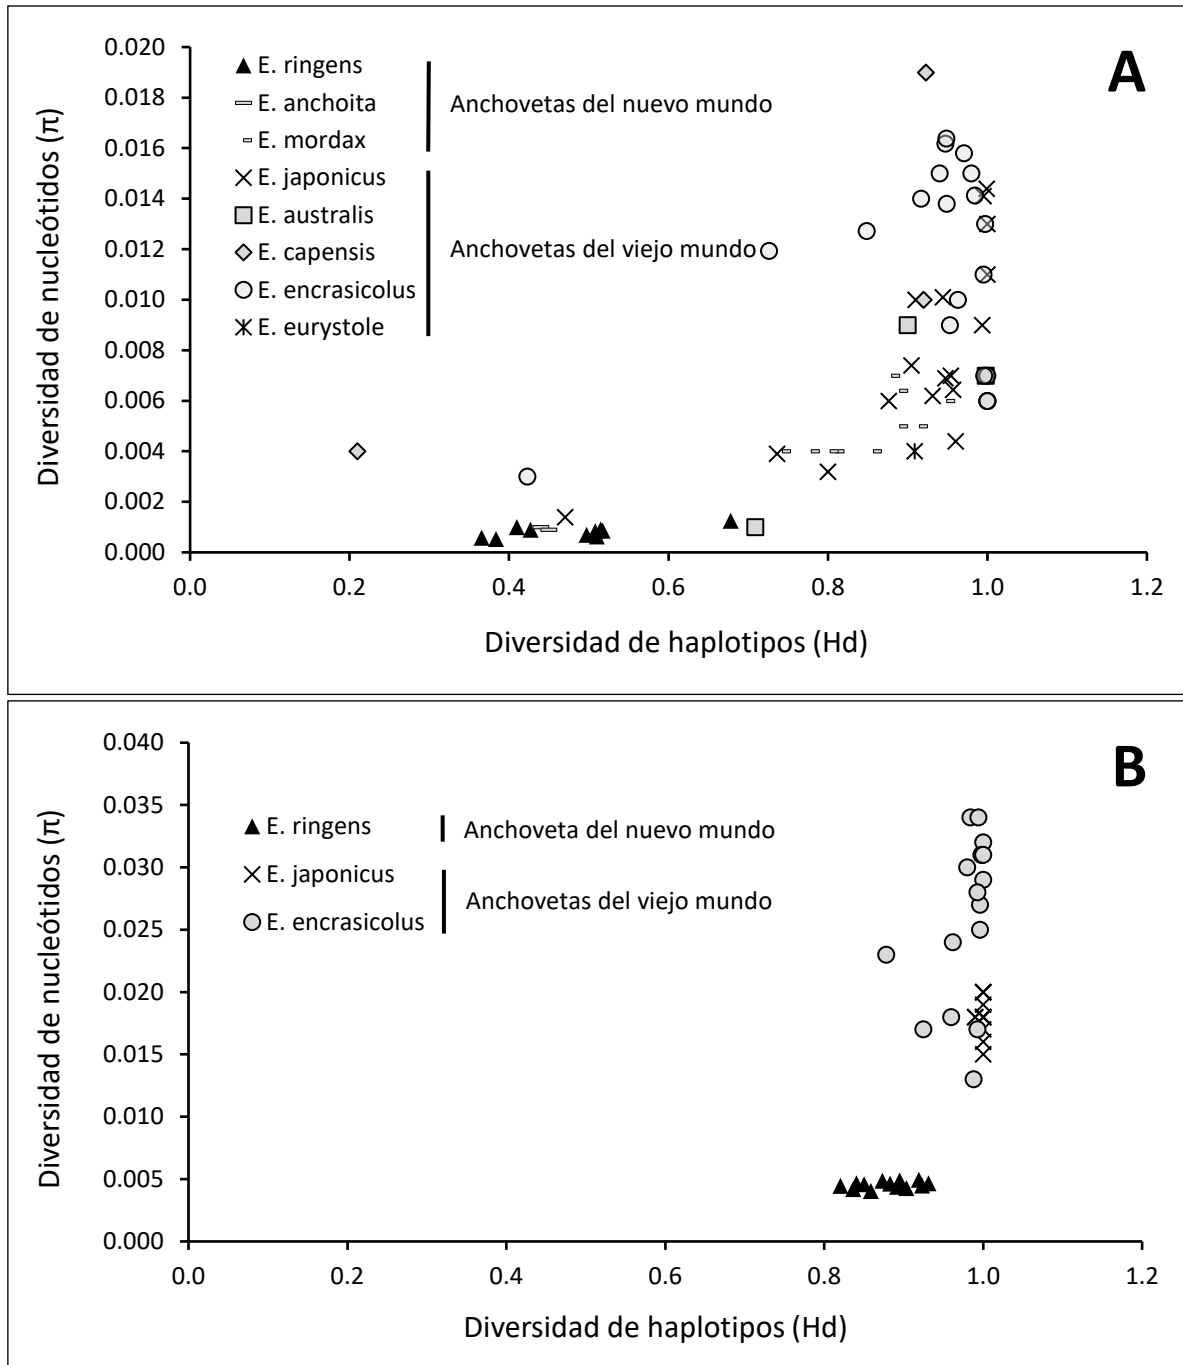 A
Diversidad de nucleótidos (π)
0.020
0.018
0.016
0.014
0.012
0.010
0.008
0.006
0.004
0.002
0.000
E. ringens
E. anchoita
E. mordax
Anchovetas del nuevo mundo
E. japonicus
E. australis
E. capensis
E. encrasicolus
E. eurystole
Anchovetas del viejo mundo
0.0 0.2 0.4 0.6 0.8 1.0 1.2
Diversidad de haplotipos (Hd)
B
Diversidad de nucleótidos (π)
0.040
0.035
0.030
0.025
0.020
0.015
0.010
0.005
0.000
E. ringens
Anchoveta del nuevo mundo
E. japonicus
E. encrasicolus
Anchovetas del viejo mundo
0.0 0.2 0.4 0.6 0.8 1.0 1.2
Diversidad de haplotipos (Hd)